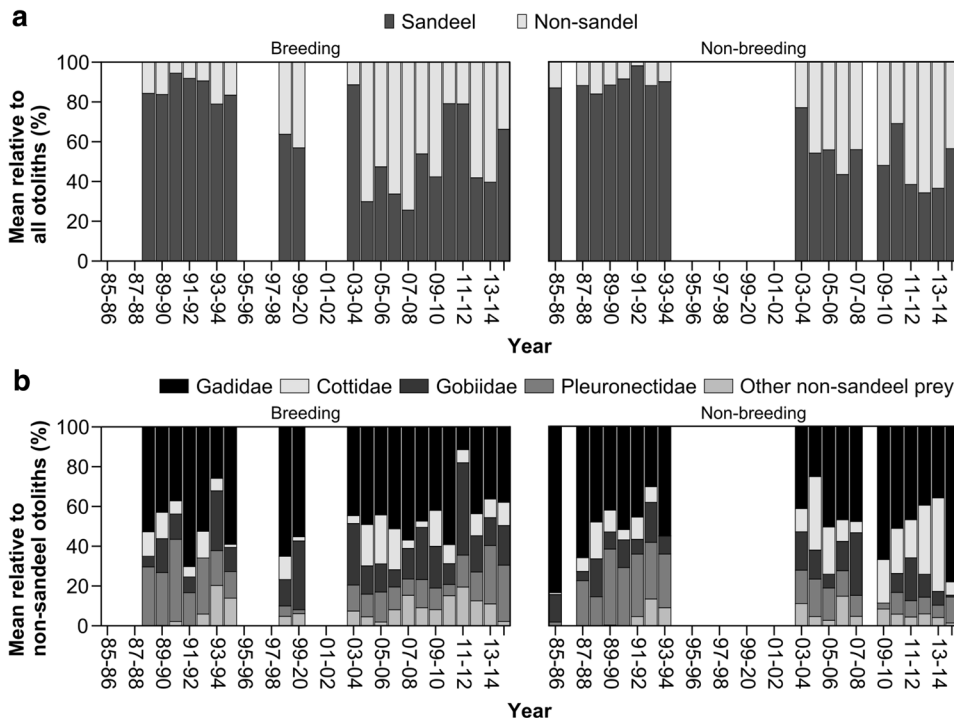 a
Sandeel Non-sandel
Breeding Non-breeding
Mean relative to
all otoliths (%)
100
80
60
40
20
0
85-86 87-98 89-90 91-92 93-94 95-96 97-98 99-20 01-02 03-04 05-06 07-08 09-10 11-12 13-14
85-86 87-88 89-90 91-92 93-94 95-96 97-98 99-20 01-02 03-04 05-06 07-08 09-10 11-12 13-14
Year Year
b
Gadidae Cottidae Gobiidae Pleuronectidae Other non-sandeel prey
Breeding Non-breeding
Mean relative to
non-sandeel otoliths (%)
100
80
60
40
20
0
85-86 87-98 89-90 91-92 93-94 95-96 97-98 99-20 01-02 03-04 05-06 07-08 09-10 11-12 13-14
85-86 87-88 89-90 91-92 93-94 95-96 97-98 99-20 01-02 03-04 05-06 07-08 09-10 11-12 13-14
Year Year